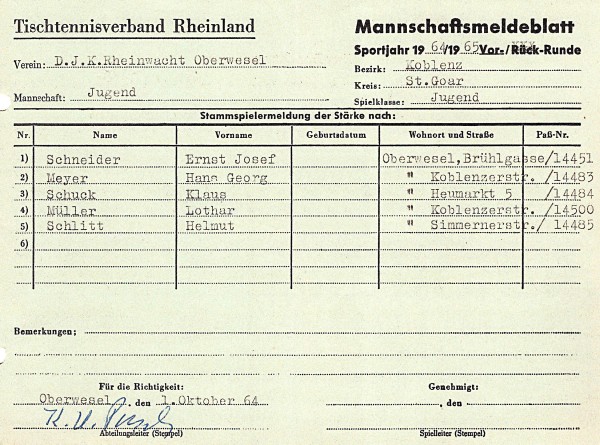 Tischtennisverband Rheinland
Mannschaftsmeldeblatt
Sportjahr 1964/1965 Vor-/Rück-Runde
Verein: D.J.K.Rheinwacht Oberwesel
Bezirk: Koblenz
Kreis: St.Goar
Mannschaft: Jugend
Spielklasse: Jugend
Stammspielermeldung der Stärke nach:
Nr. Name Vorname Geburtsdatum Wohnort und Straße Paß-Nr.
1) Schneider Ernst Josef Oberwesel,Brühlgasse/14451
2) Meyer Hans Georg " Koblenzerstr. /14483
3) Schuck Klaus " Heumarkt 5 /14484
4) Müller Lothar " Koblenzerstr. /14500
5) Schlitt Helmut " Simmernerstr./ 14485
6)
Bemerkungen;
Für die Richtigkeit: Genehmigt:
Oberwesel , den 1.Oktober 64 , den
Abteilungsleiter (Stempel) Spielleiter (Stempel)